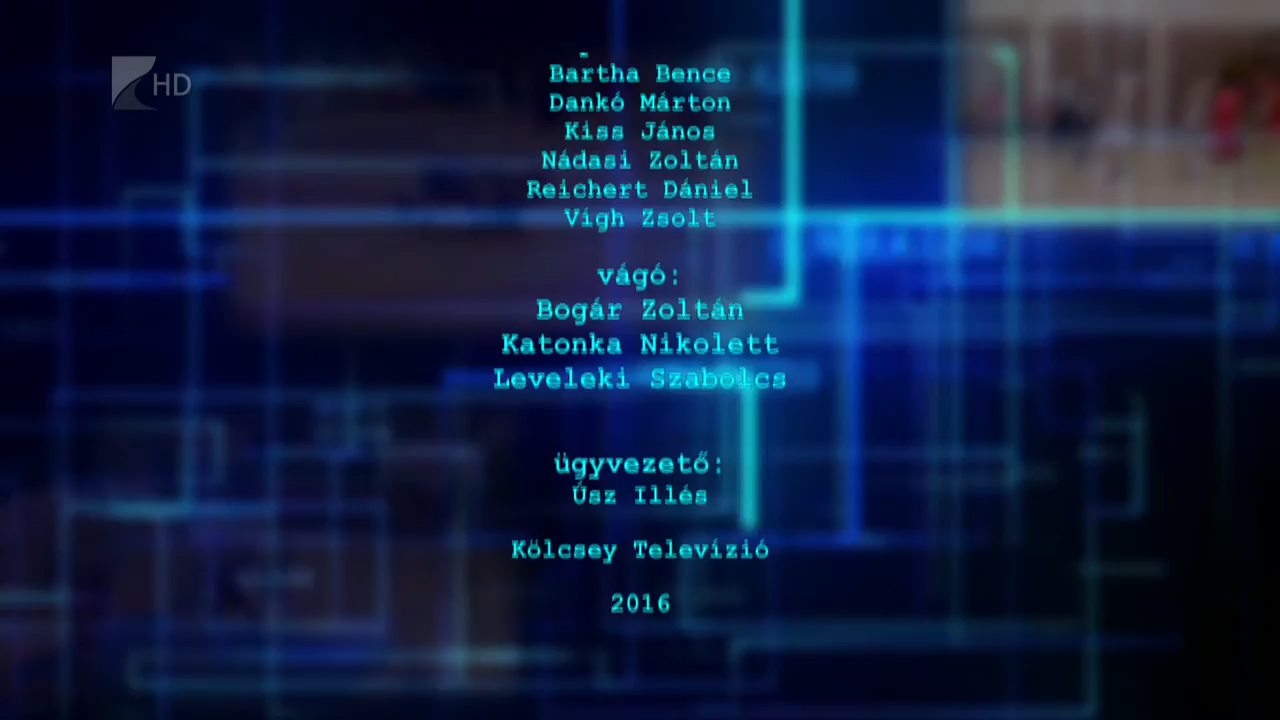 HD
Bartha Bence
Dankó Márton
Kiss János
Nádasi Zoltán
Reichert Dániel
Vígh Zsolt
vágó:
Bogár Zoltán
Katonka Nikolett
Leveleki Szabolcs
ügyvezető:
Úsz Illés
Kölcsey Televízió
2016